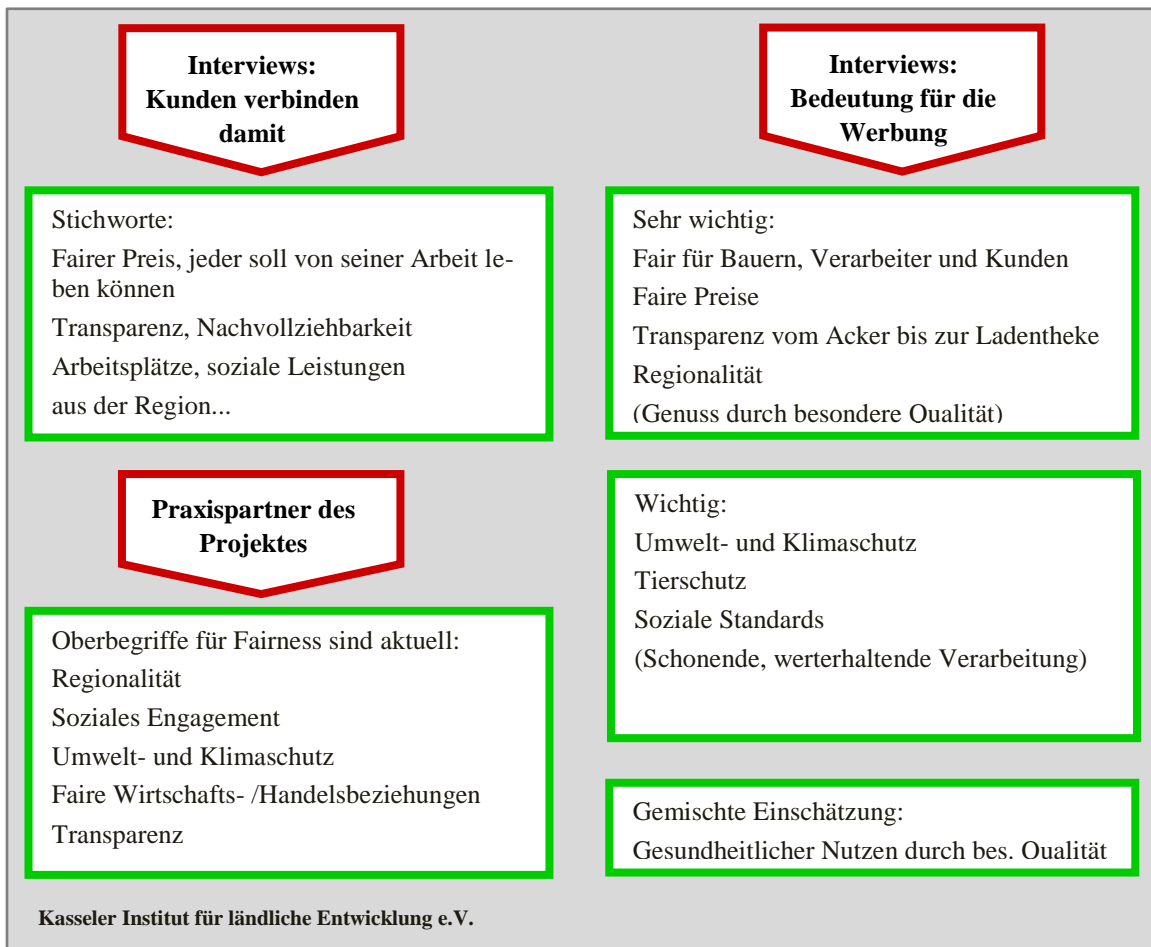 Interviews:
Kunden verbinden
damit
Stichworte:
Fairer Preis, jeder soll von seiner Arbeit le-
ben können
Transparenz, Nachvollziehbarkeit
Arbeitsplätze, soziale Leistungen
aus der Region...
Praxispartner des
Projektes
Oberbegriffe für Fairness sind aktuell:
Regionalität
Soziales Engagement
Umwelt- und Klimaschutz
Faire Wirtschafts- /Handelsbeziehungen
Transparenz
Interviews:
Bedeutung für die
Werbung
Sehr wichtig:
Fair für Bauern, Verarbeiter und Kunden
Faire Preise
Transparenz vom Acker bis zur Ladentheke
Regionalität
(Genuss durch besondere Qualität)
Wichtig:
Umwelt- und Klimaschutz
Tierschutz
Soziale Standards
(Schonende, werterhaltende Verarbeitung)
Gemischte Einschätzung:
Gesundheitlicher Nutzen durch bes. Qualität
Kasseler Institut für ländliche Entwicklung e.V.